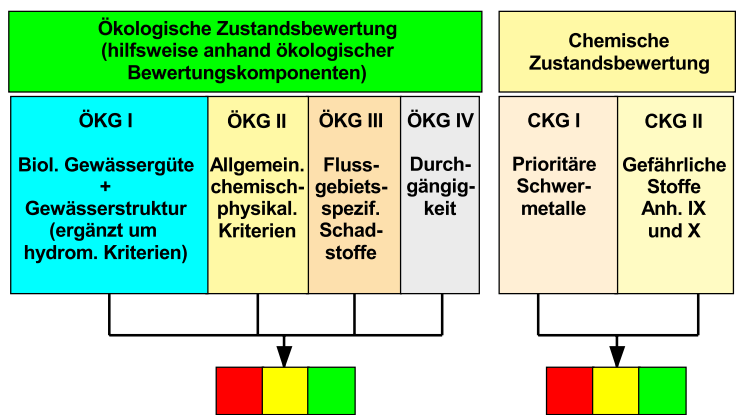 Ökologische Zustandsbewertung
(hilfsweise anhand ökologischer
Bewertungskomponenten)
Chemische
Zustandsbewertung
ÖKG I
Biol. Gewässergüte
+
Gewässerstruktur
(ergänzt um
hydrom. Kriterien)
ÖKG II
Allgemein.
chemisch-
physikal.
Kriterien
ÖKG III
Fluss-
gebiets-
spezif.
Schad-
stoffe
ÖKG IV
Durch-
gängig-
keit
CKG I
Prioritäre
Schwer-
metalle
CKG II
Gefährliche
Stoffe
Anh. IX
und X